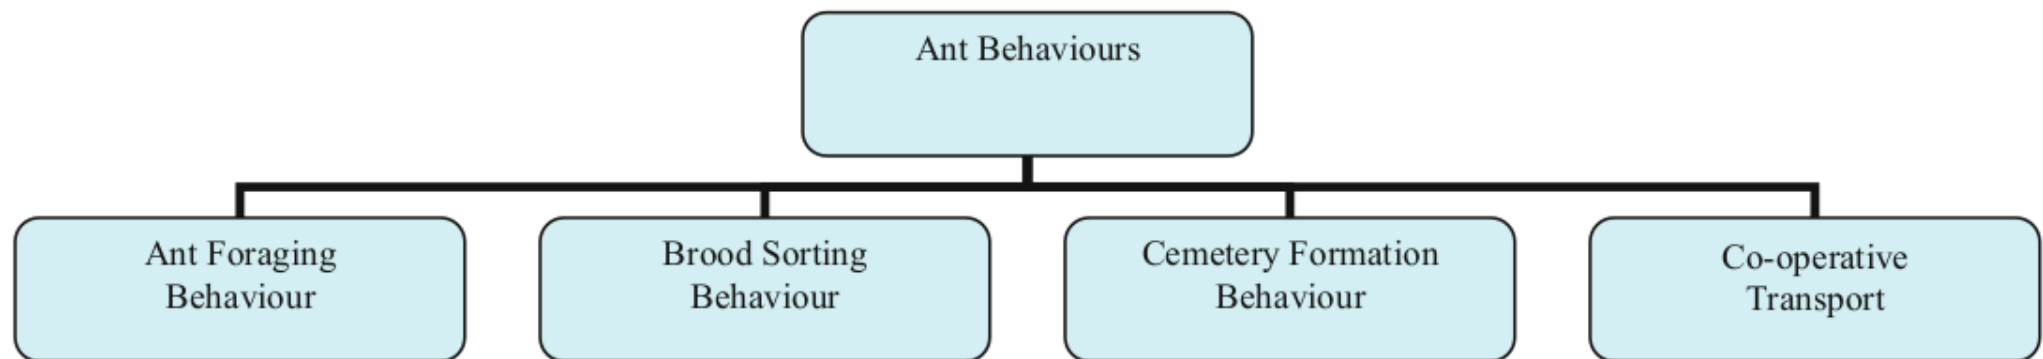 Ant Behaviours
Ant Foraging
Behaviour
Brood Sorting
Behaviour
Cemetery Formation
Behaviour
Co-operative
Transport